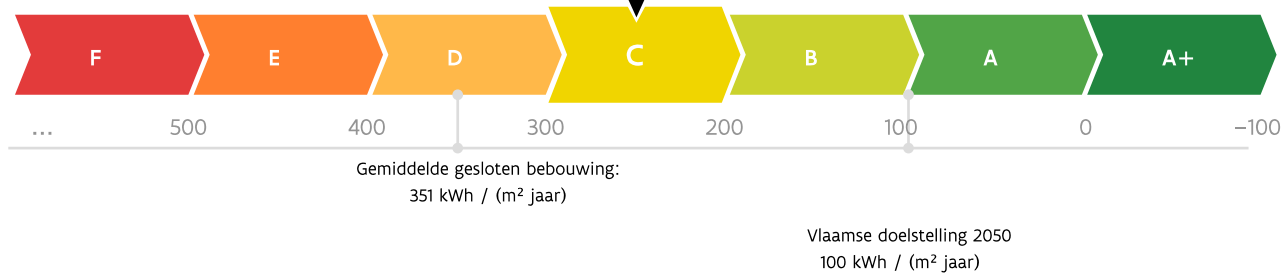 F E D C B A A+
... 500 400 300 200 100 0 –100
Gemiddelde gesloten bebouwing:
351 kWh / (m² jaar)
Vlaamse doelstelling 2050
100 kWh / (m² jaar)